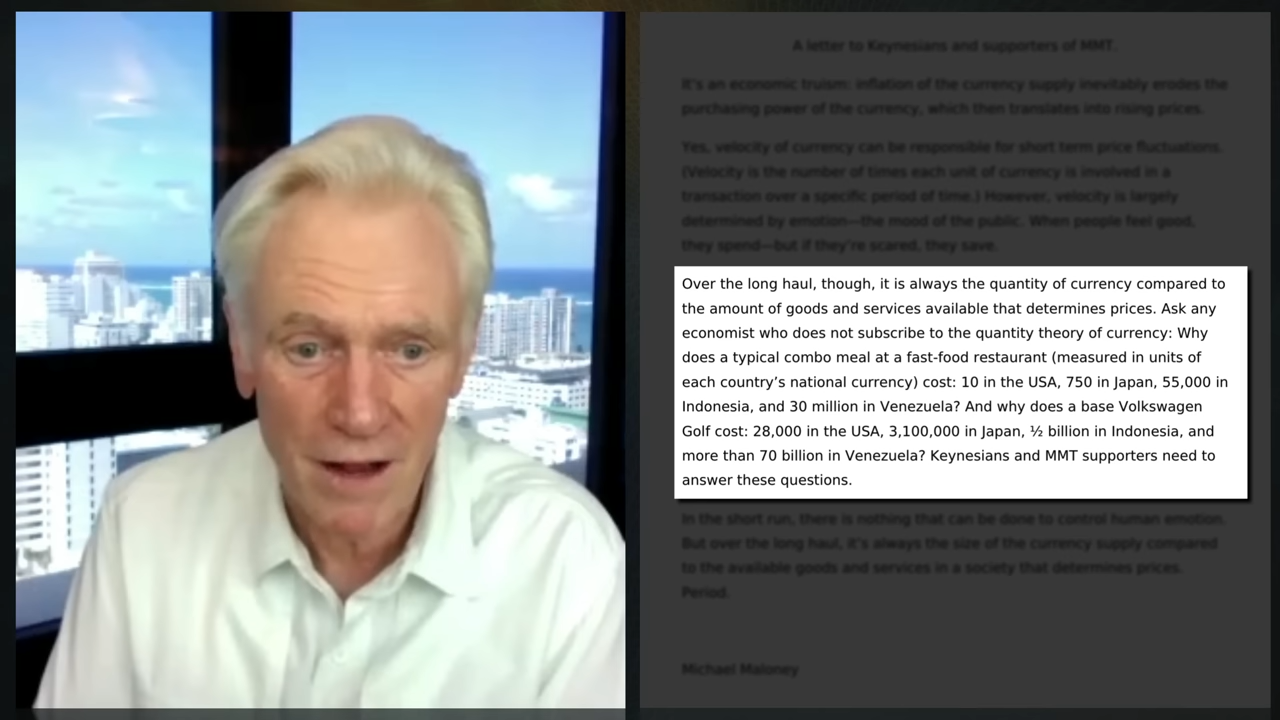 A letter to Keynesians and supporters of MMT.
It's an economic truism: inflation of the currency supply inevitably erodes the
purchasing power of the currency, which then translates into rising prices.
Yes, velocity of currency can be responsible for short term price fluctuations.
(Velocity is the number of times each unit of currency is involved in a
transaction over a specific period of time.) However, velocity is largely
determined by emotion—the mood of the public. When people feel good,
they spend—but if they're scared, they save.
Over the long haul, though, it is always the quantity of currency compared to
the amount of goods and services available that determines prices. Ask any
economist who does not subscribe to the quantity theory of currency: Why
does a typical combo meal at a fast-food restaurant (measured in units of
each country’s national currency) cost: 10 in the USA, 750 in Japan, 55,000 in
Indonesia, and 30 million in Venezuela? And why does a base Volkswagen
Golf cost: 28,000 in the USA, 3,100,000 in Japan, ½ billion in Indonesia, and
more than 70 billion in Venezuela? Keynesians and MMT supporters need to
answer these questions.
In the short run, there is nothing that can be done to control human emotion.
But over the long haul, it's always the size of the currency supply compared
to the available goods and services in a society that determines prices.
Period.
Michael Maloney